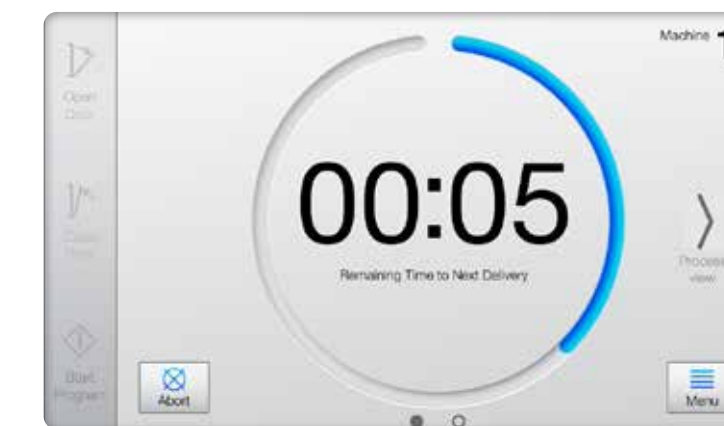 Machine 1
Open
Door
00:05
Remaining Time to Next Delivery
Process
view
Start
Program
Abort
Menu